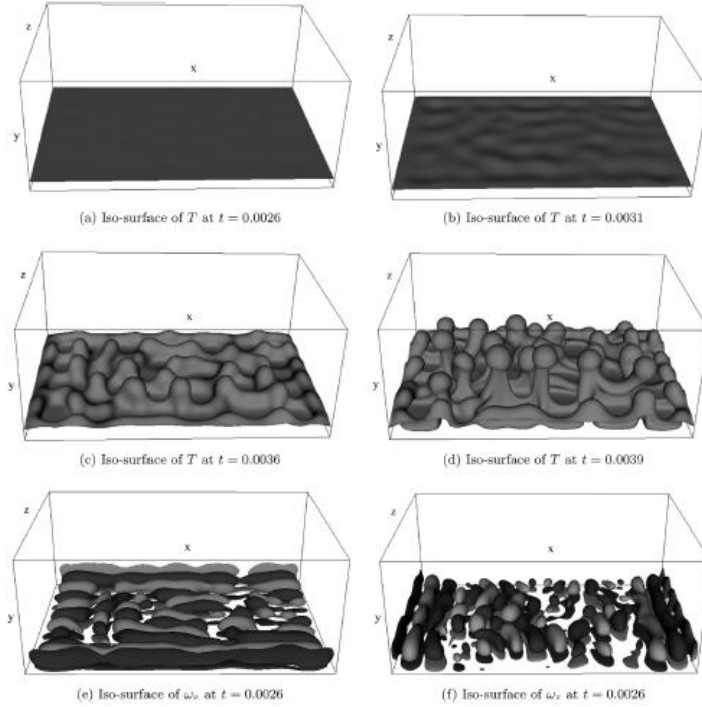 z
z
x
x
y
y
(a) Iso-surface of T at t = 0.0026
(b) Iso-surface of T at t = 0.0031
z
z
x
x
y
y
(c) Iso-surface of T at t = 0.0036
(d) Iso-surface of T at t = 0.0039
z
z
x
x
y
y
(e) Iso-surface of ωₓ at t = 0.0026
(f) Iso-surface of ω_z at t = 0.0026